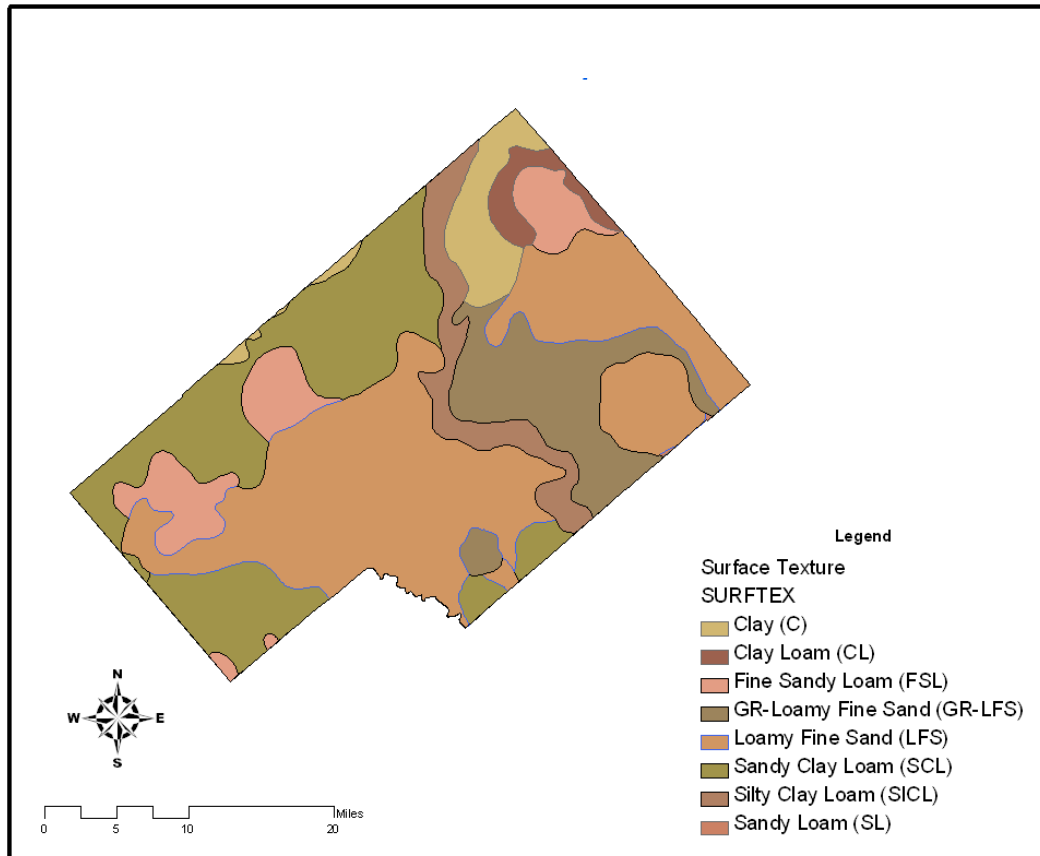 Legend
Surface Texture
SURFTEX
Clay (C)
Clay Loam (CL)
Fine Sandy Loam (FSL)
GR-Loamy Fine Sand (GR-LFS)
Loamy Fine Sand (LFS)
Sandy Clay Loam (SCL)
Silty Clay Loam (SICL)
Sandy Loam (SL)
N
W E
S
Miles
0 5 10 20